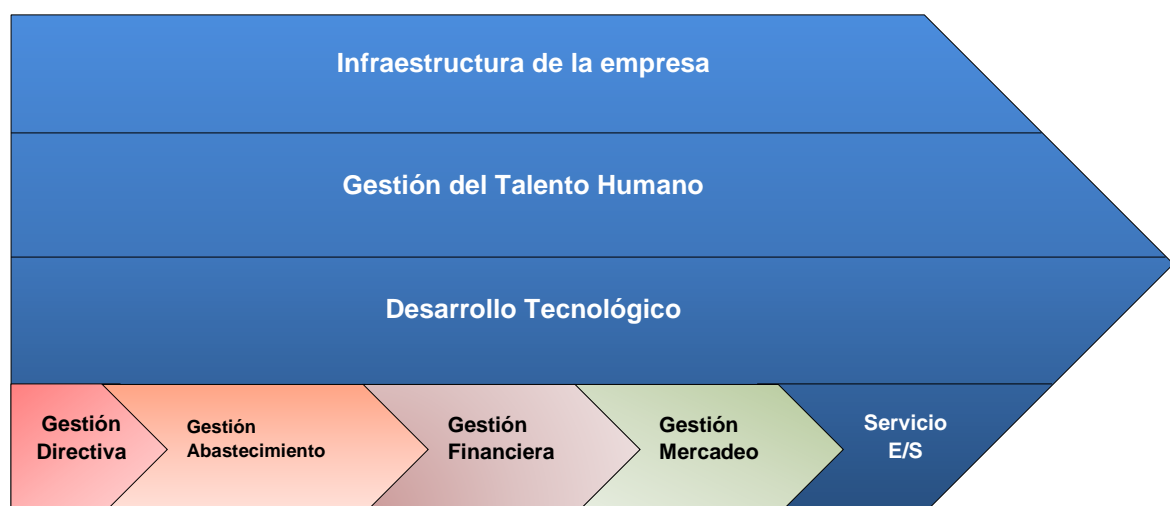 Infraestructura de la empresa
Gestión del Talento Humano
Desarrollo Tecnológico
Gestión
Directiva
Gestión
Abastecimiento
Gestión
Financiera
Gestión
Mercadeo
Servicio
E/S